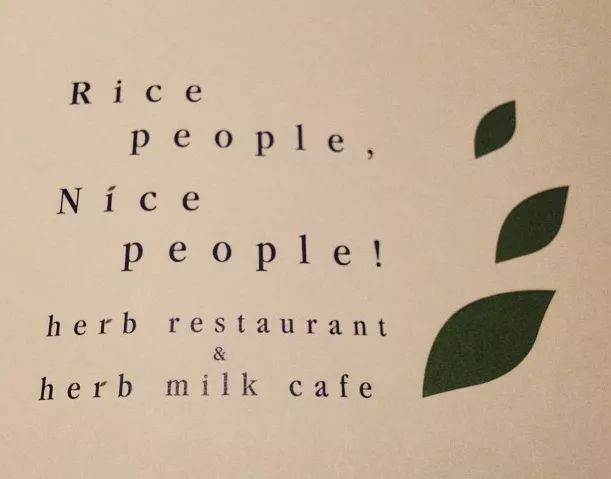 Rice
people,
Níce
people!
herb restaurant
&
herb milk cafe